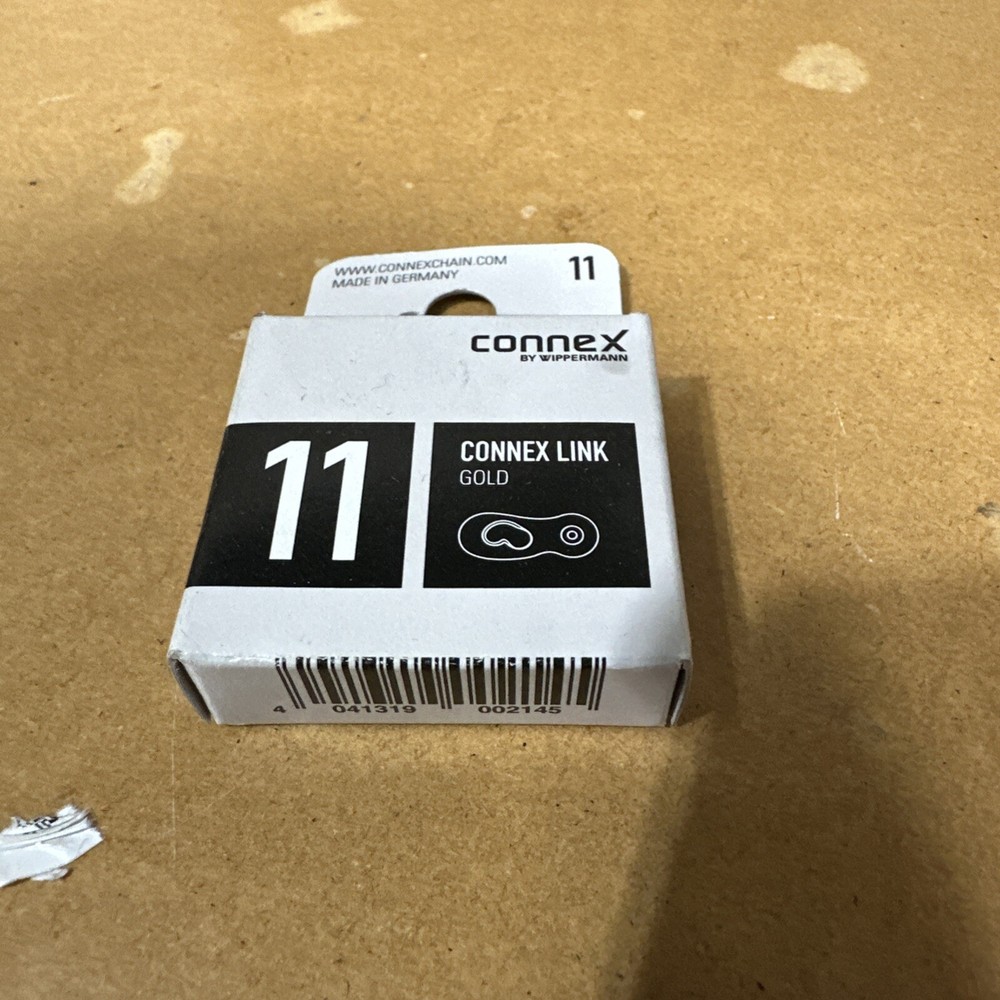 WWW.CONNEXCHAIN.COM 11
MADE IN GERMANY
connex
BY WIPPERMANN
11
CONNEX LINK
GOLD
4 041319 002145